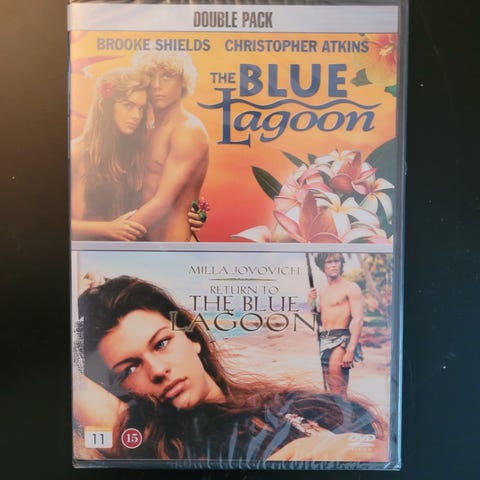 DOUBLE PACK
BROOKE SHIELDS CHRISTOPHER ATKINS
THE BLUE
Lagoon
MILLA JOVOVICH
RETURN TO
THE BLUE
LAGOON
11
15
DVD